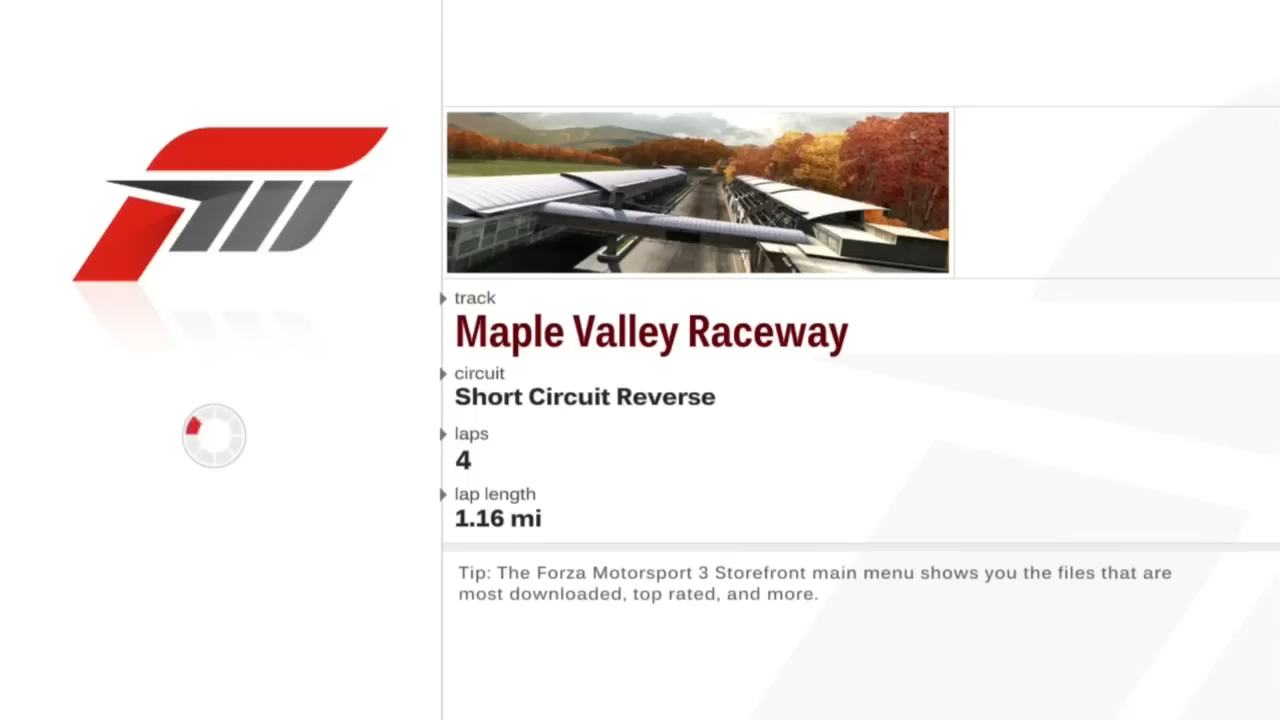 track
Maple Valley Raceway
circuit
Short Circuit Reverse
laps
4
lap length
1.16 mi
Tip: The Forza Motorsport 3 Storefront main menu shows you the files that are
most downloaded, top rated, and more.